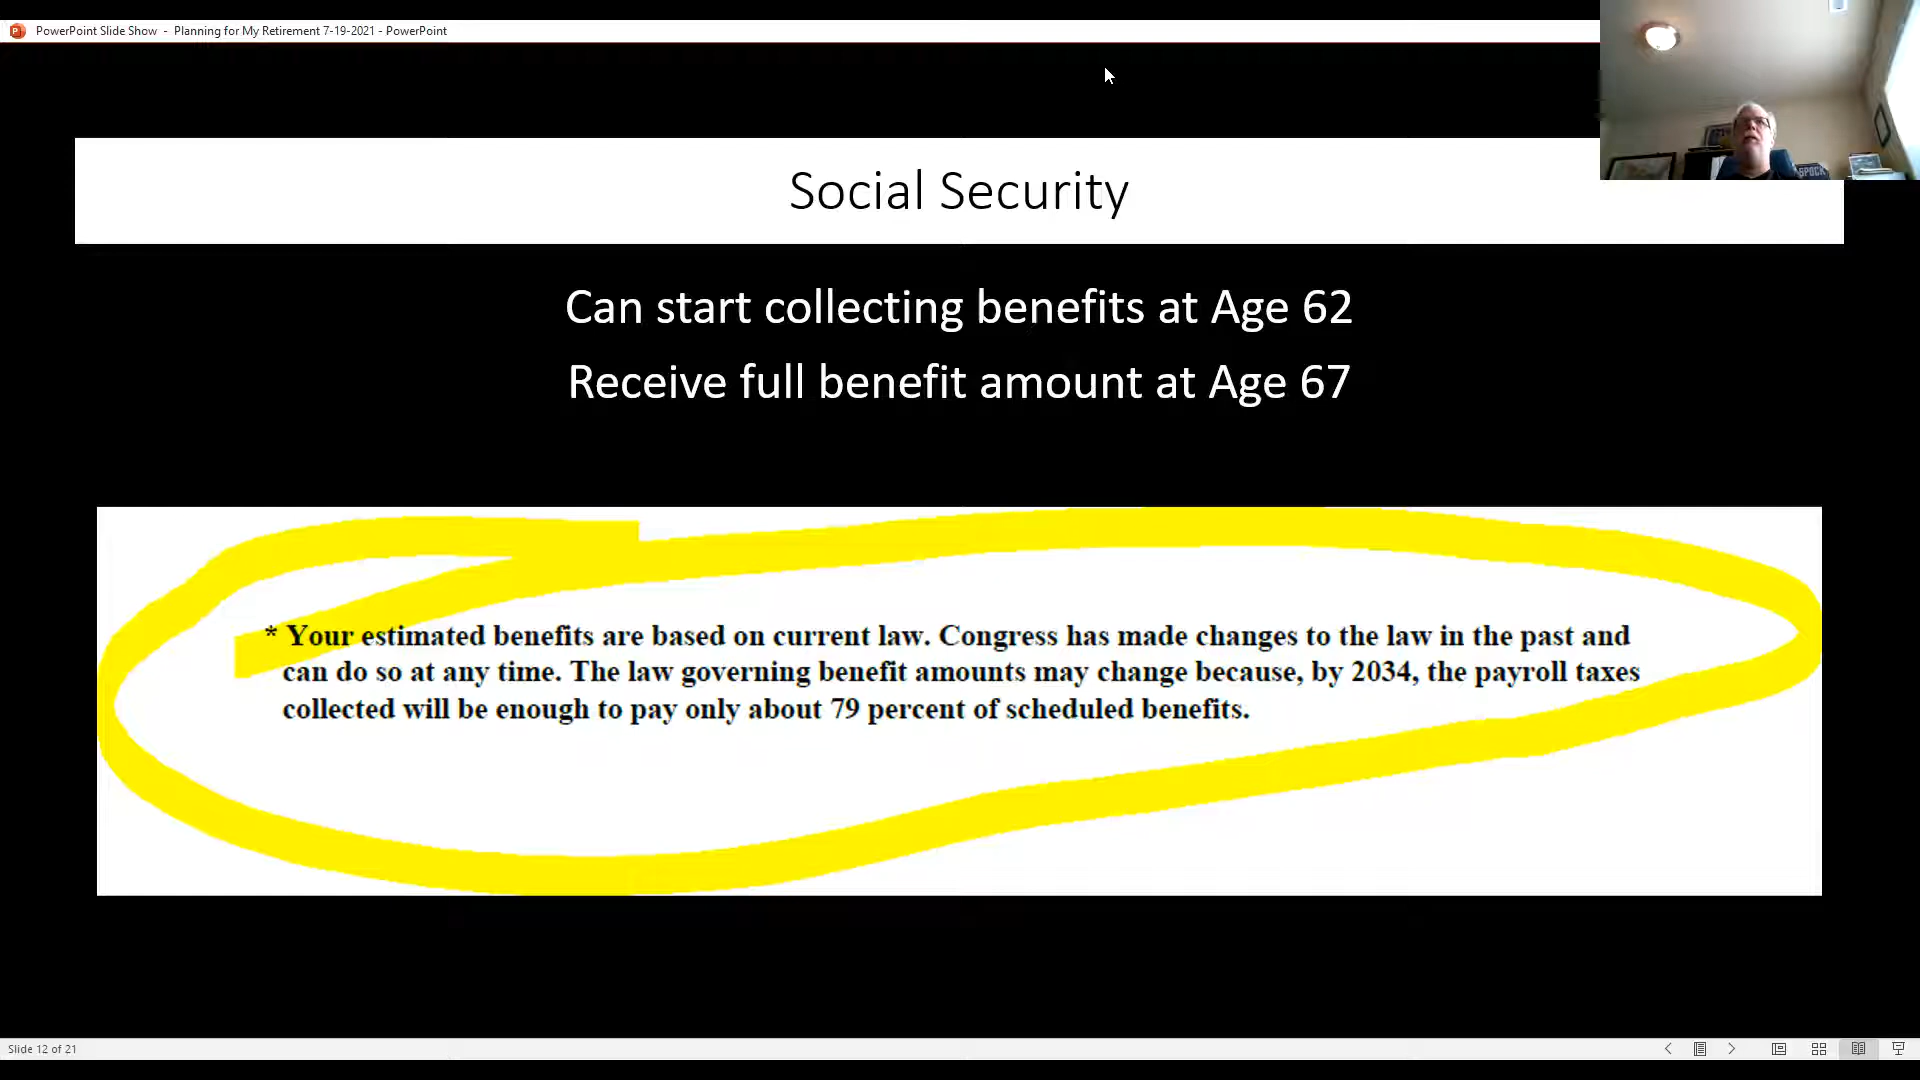 PowerPoint Slide Show - Planning for My Retirement 7-19-2021 - PowerPoint
SPOCK
Social Security
Can start collecting benefits at Age 62
Receive full benefit amount at Age 67
* Your estimated benefits are based on current law. Congress has made changes to the law in the past and
can do so at any time. The law governing benefit amounts may change because, by 2034, the payroll taxes
collected will be enough to pay only about 79 percent of scheduled benefits.
Slide 12 of 21